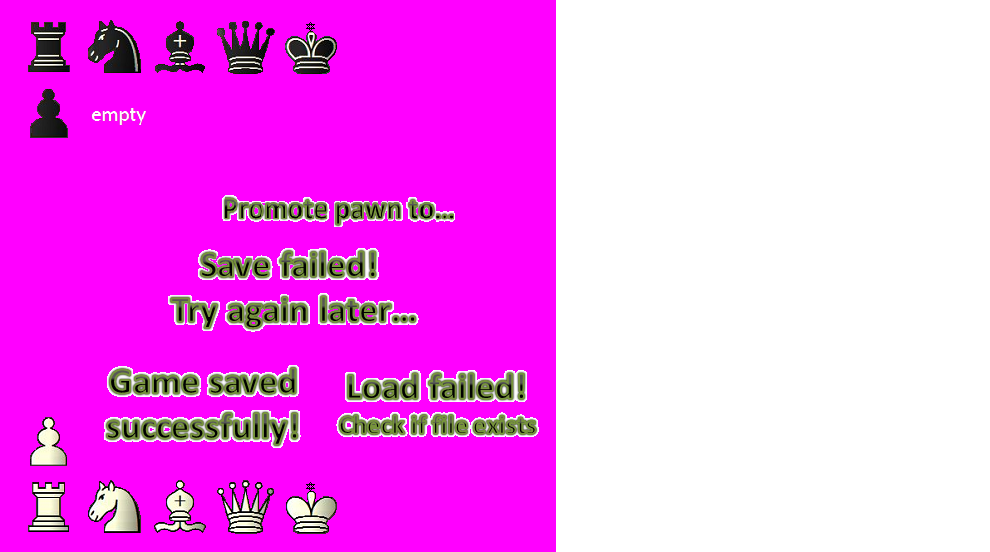 empty
Promote pawn to...
Save failed!
Try again later...
Game saved
successfully!
Load failed!
Check if file exists